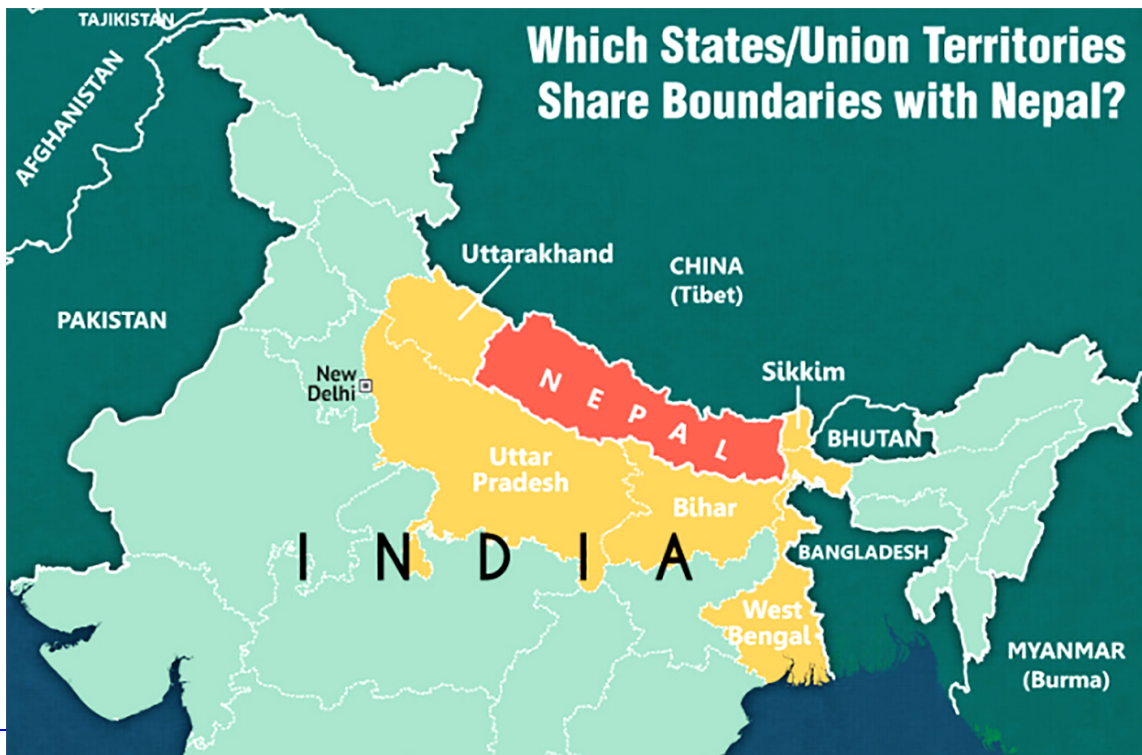 Which States/Union Territories
Share Boundaries with Nepal?
TAJIKISTAN
AFGHANISTAN
Uttarakhand
CHINA
(Tibet)
PAKISTAN
New
Delhi
NEPAL
Sikkim
BHUTAN
Uttar
Pradesh
Bihar
INDIA
BANGLADESH
West
Bengal
MYANMAR
(Burma)